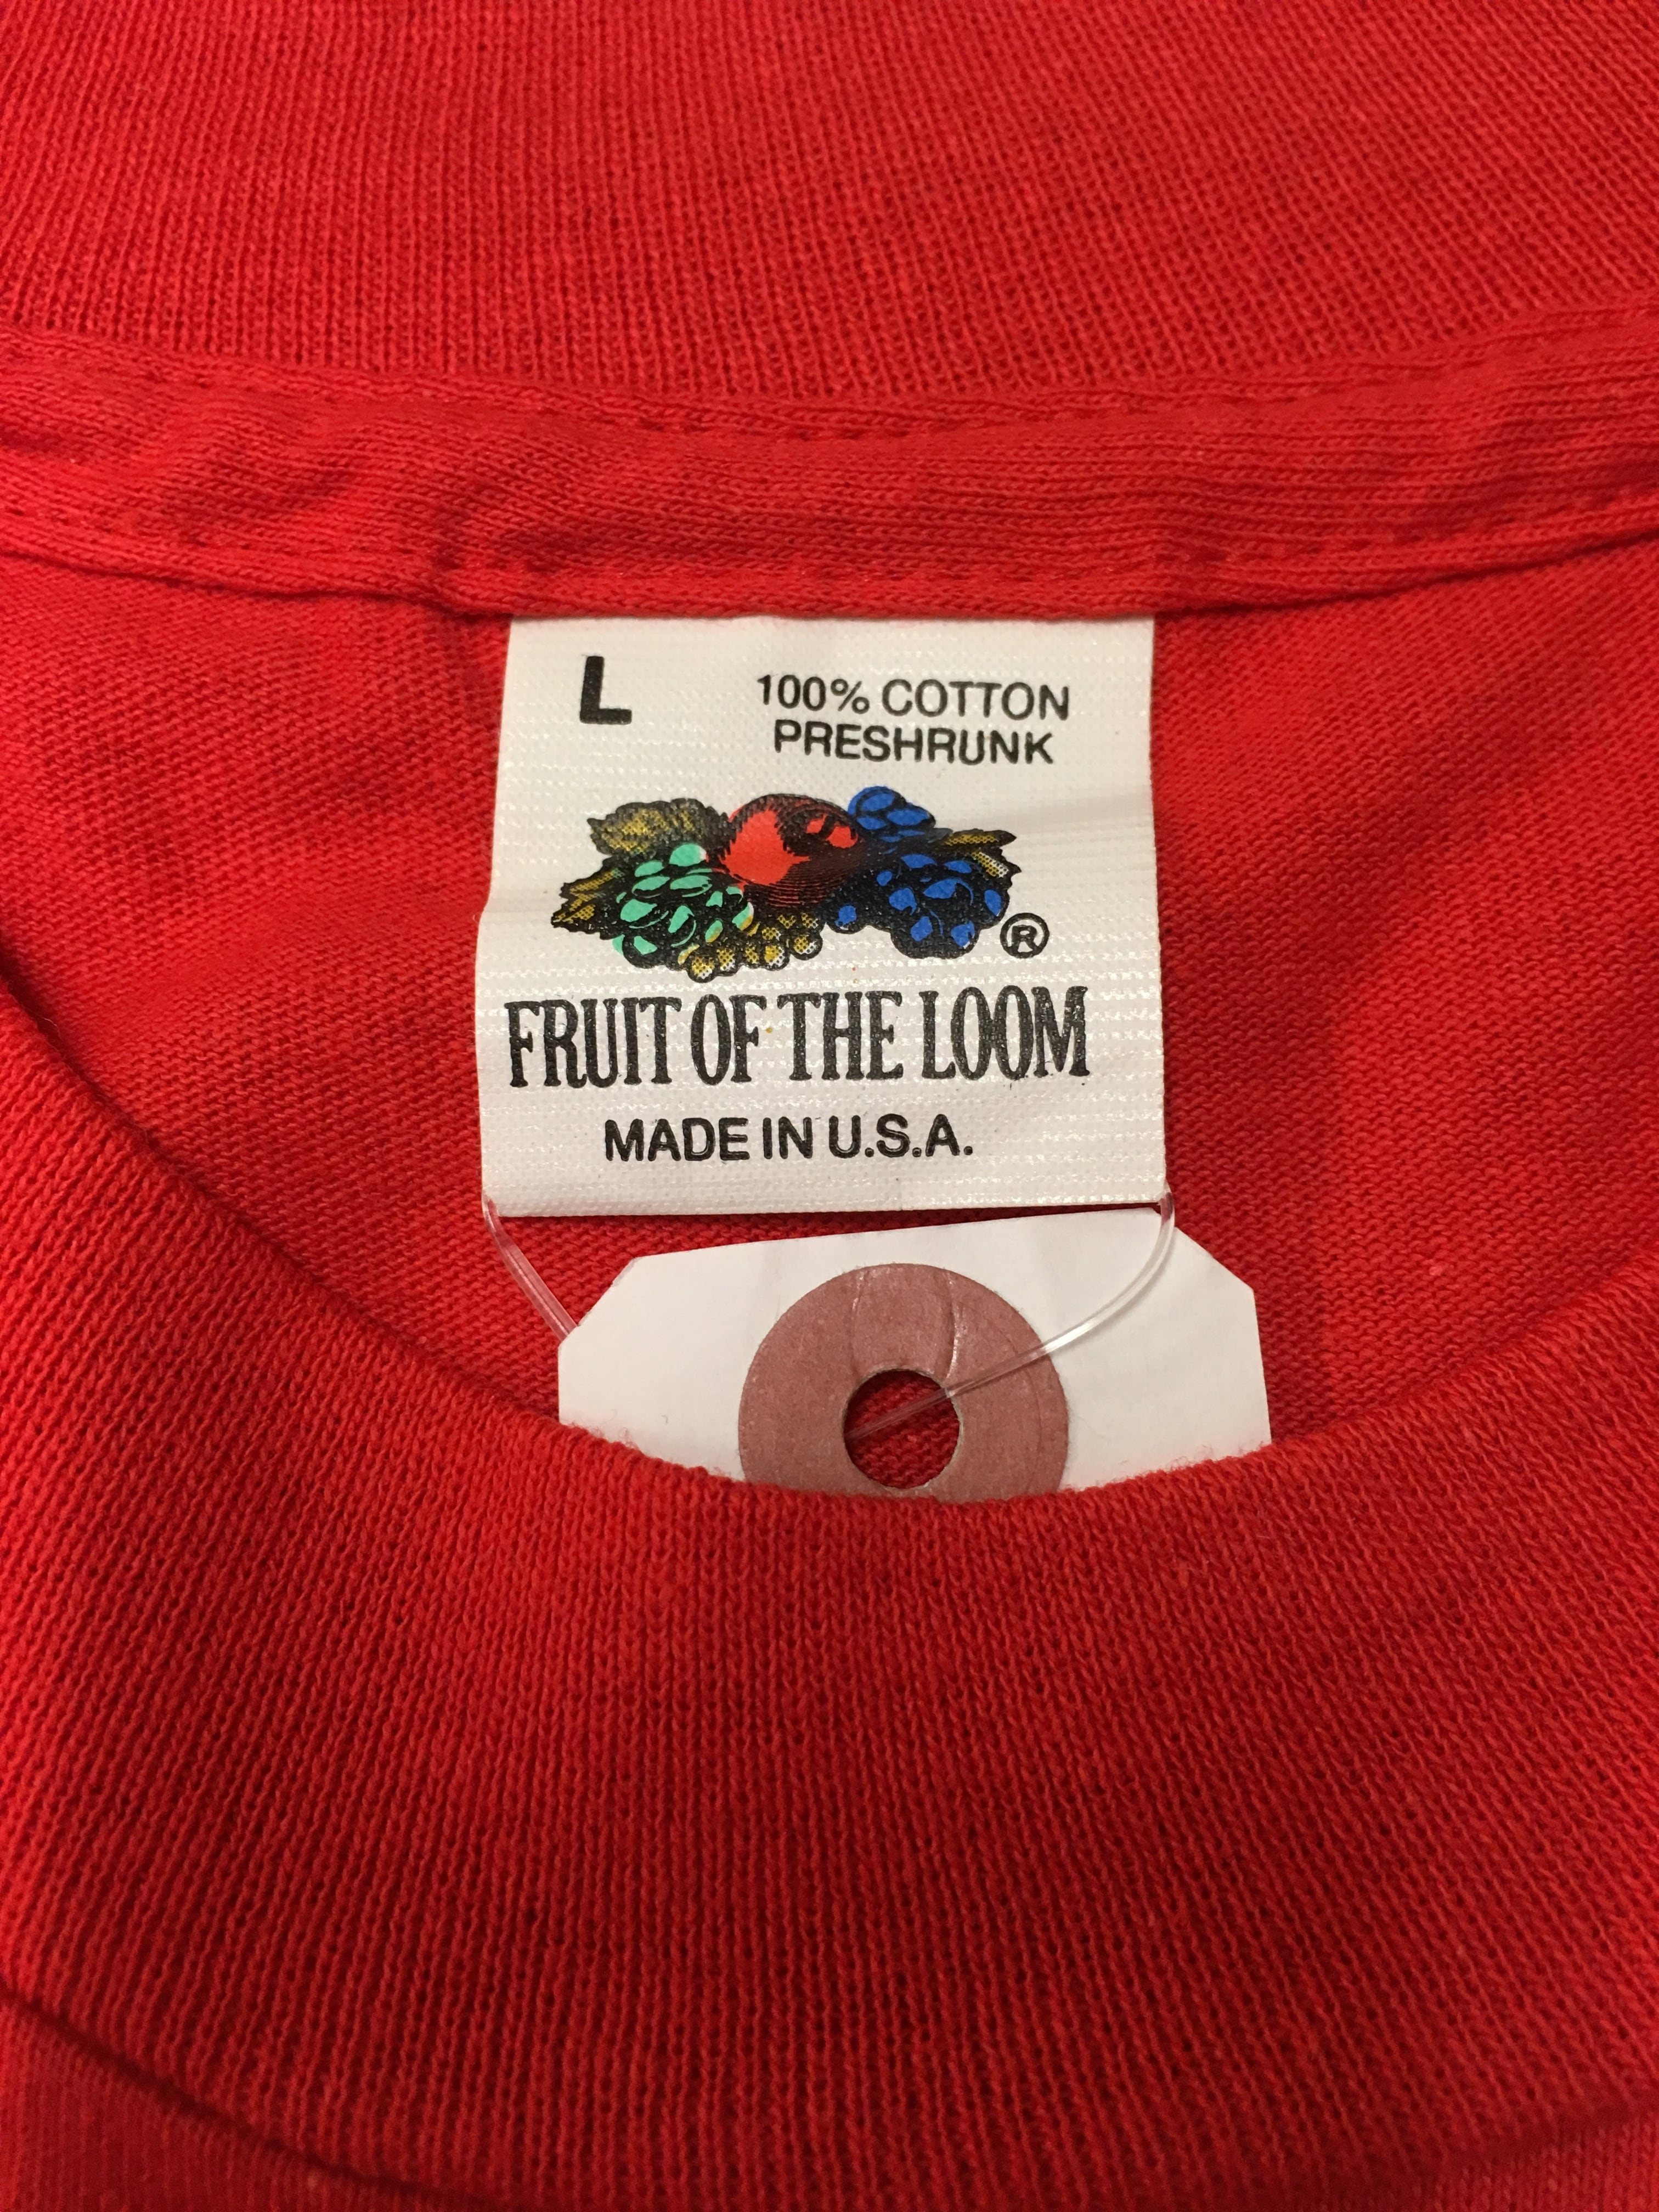 L
100% COTTON
PRESHRUNK
®
FRUIT OF THE LOOM
MADE IN U.S.A.